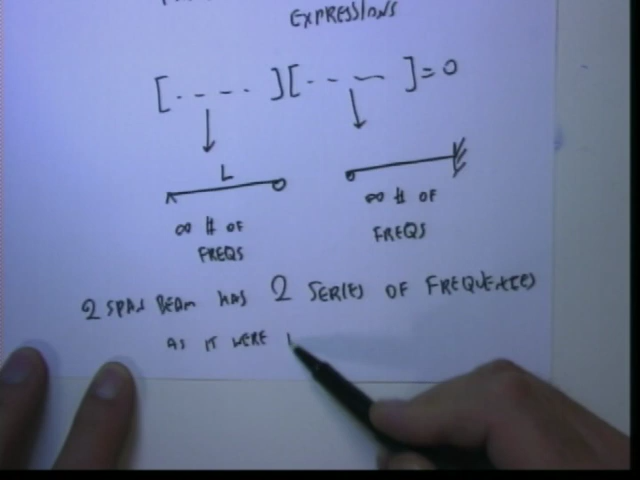 EXPRESSIONS
[. - - . .][. . - -]=0
L
∞ # OF
FREQS
∞ # OF
FREQS
2 SPAN BEAM HAS 2 SERIES OF FREQUENCIES
AS IT WERE